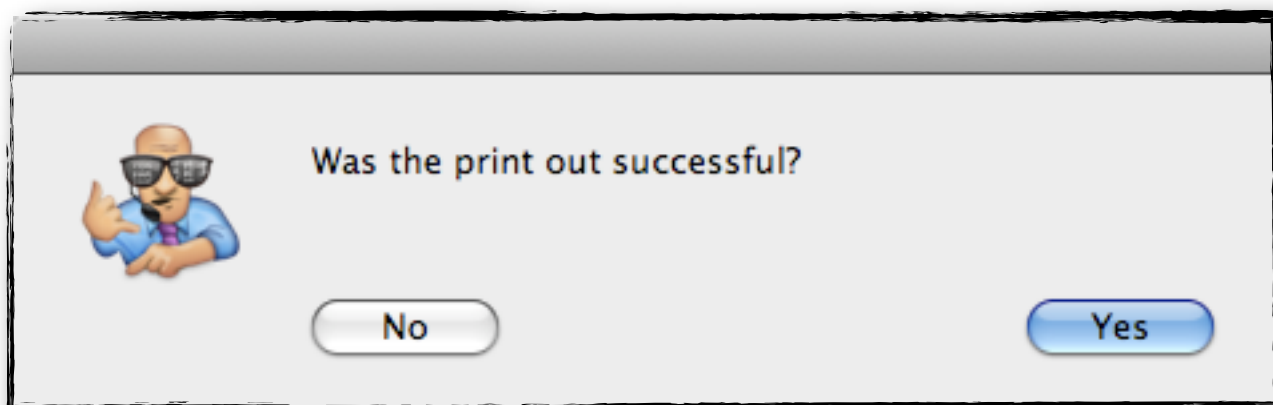 Was the print out successful?
No
Yes